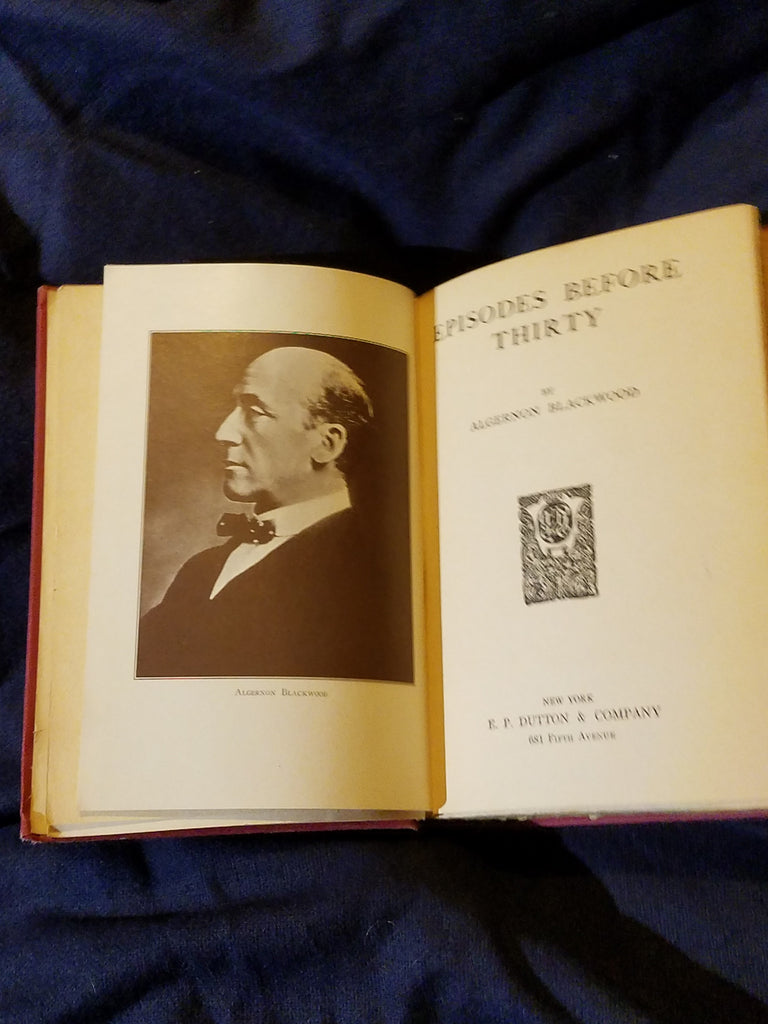 ALGERNON BLACKWOOD
EPISODES BEFORE
THIRTY
BY
ALGERNON BLACKWOOD
NEW YORK
E. P. DUTTON & COMPANY
681 FIFTH AVENUE